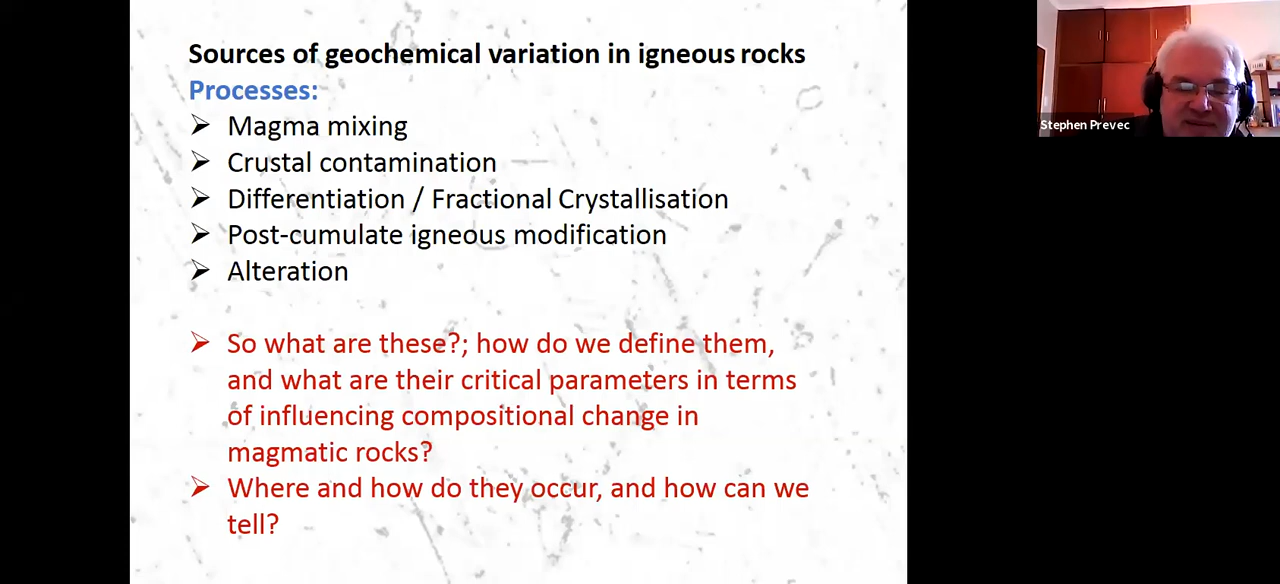 Sources of geochemical variation in igneous rocks
Processes:
➢ Magma mixing
➢ Crustal contamination
➢ Differentiation / Fractional Crystallisation
➢ Post-cumulate igneous modification
➢ Alteration
➢ So what are these?; how do we define them,
and what are their critical parameters in terms
of influencing compositional change in
magmatic rocks?
➢ Where and how do they occur, and how can we
tell?
Stephen Prevec